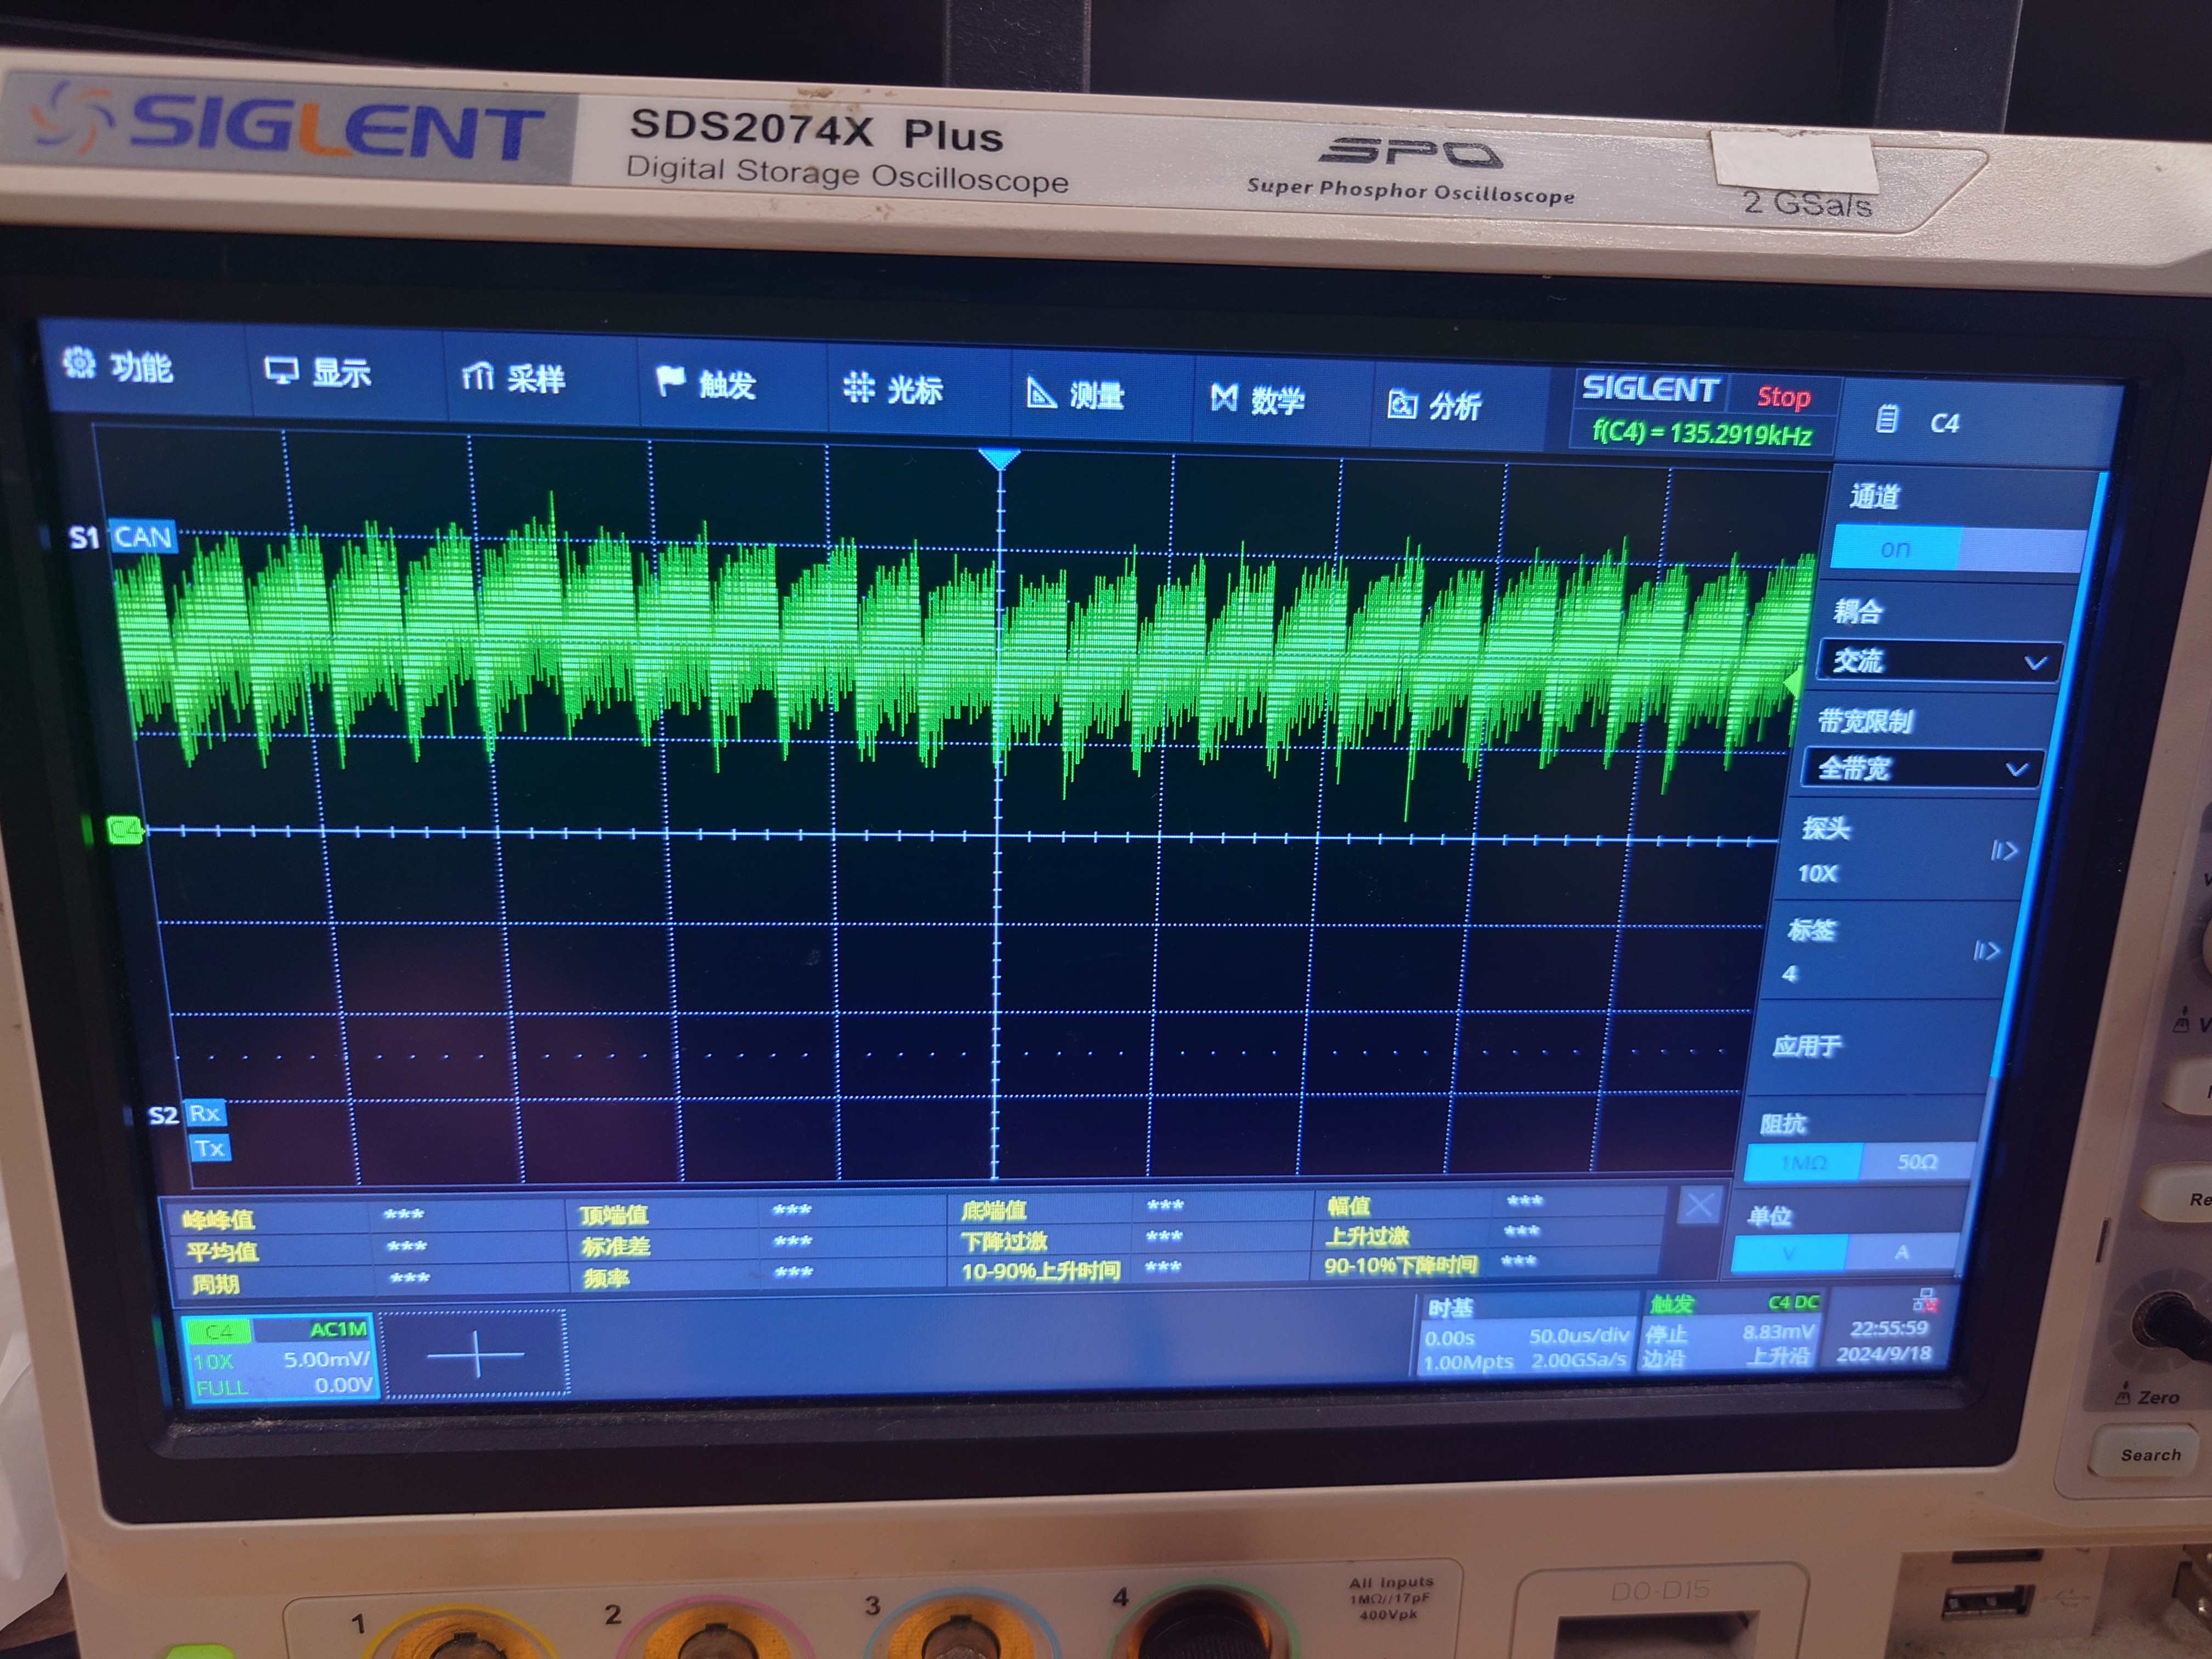 SIGLENT
SDS2074X Plus
Digital Storage Oscilloscope
SPO
Super Phosphor Oscilloscope
2 GSa/s
功能 显示 采样 触发 光标 测量 数学 分析
SIGLENT Stop
f(C4) = 135.2919kHz
C4
S1 CAN
C4
S2 Rx
Tx
通道
on
耦合
交流
带宽限制
全带宽
探头
10X
标签
4
应用于
阻抗
1MΩ 50Ω
单位
V A
峰峰值 *** 顶端值 *** 底端值 *** 幅值 ***
平均值 *** 标准差 *** 下降过激 *** 上升过激 ***
周期 *** 频率 *** 10-90%上升时间 *** 90-10%下降时间 ***
C4 AC1M
10X 5.00mV/
FULL 0.00V
时基
0.00s 50.0us/div
1.00Mpts 2.00GSa/s
触发 C4 DC
停止 8.83mV
边沿 上升沿
22:55:59
2024/9/18
Zero
Search
1
2
3
4
All Inputs
1MΩ//17pF
400Vpk
D0-D15